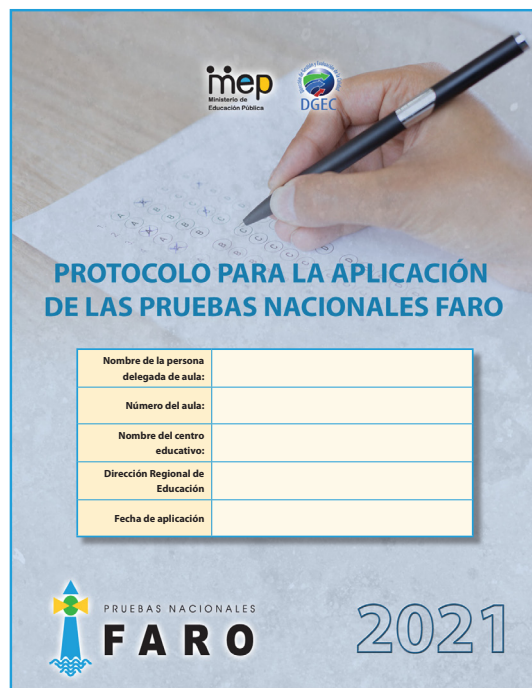 mep
Ministerio de
Educación Pública
DGEC
PROTOCOLO PARA LA APLICACIÓN
DE LAS PRUEBAS NACIONALES FARO
Nombre de la persona
delegada de aula:
Número del aula:
Nombre del centro
educativo:
Dirección Regional de
Educación
Fecha de aplicación
PRUEBAS NACIONALES
FARO
2021